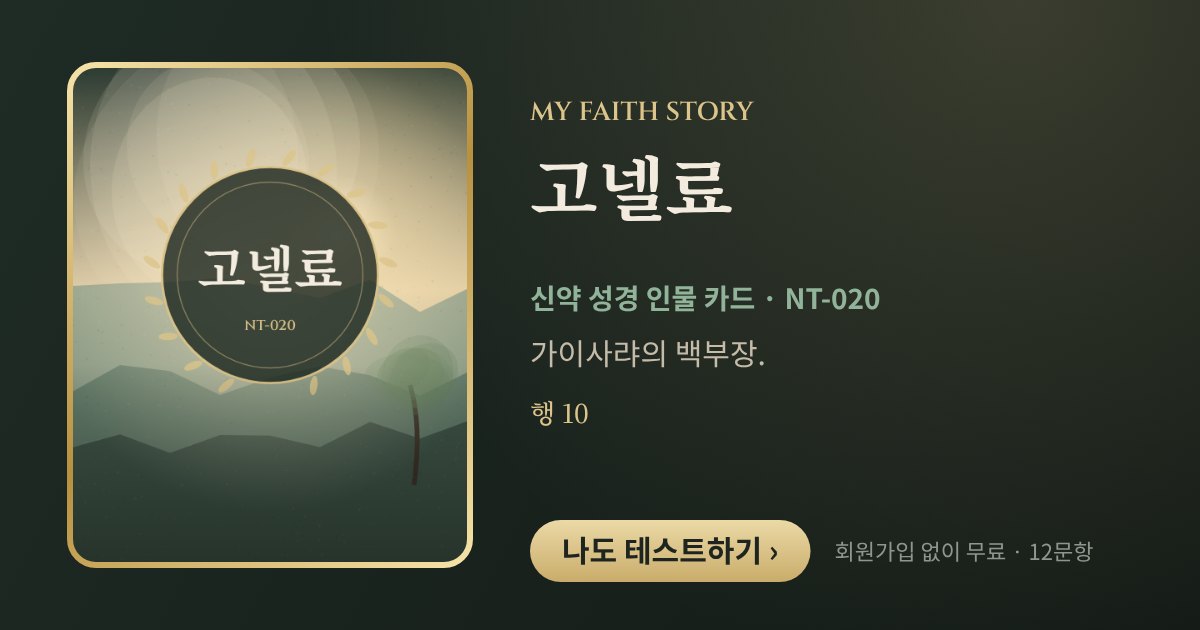 고넬료
NT-020
MY FAITH STORY
고넬료
신약 성경 인물 카드 · NT-020
가이사랴의 백부장.
행 10
나도 테스트하기 ›
회원가입 없이 무료 · 12문항